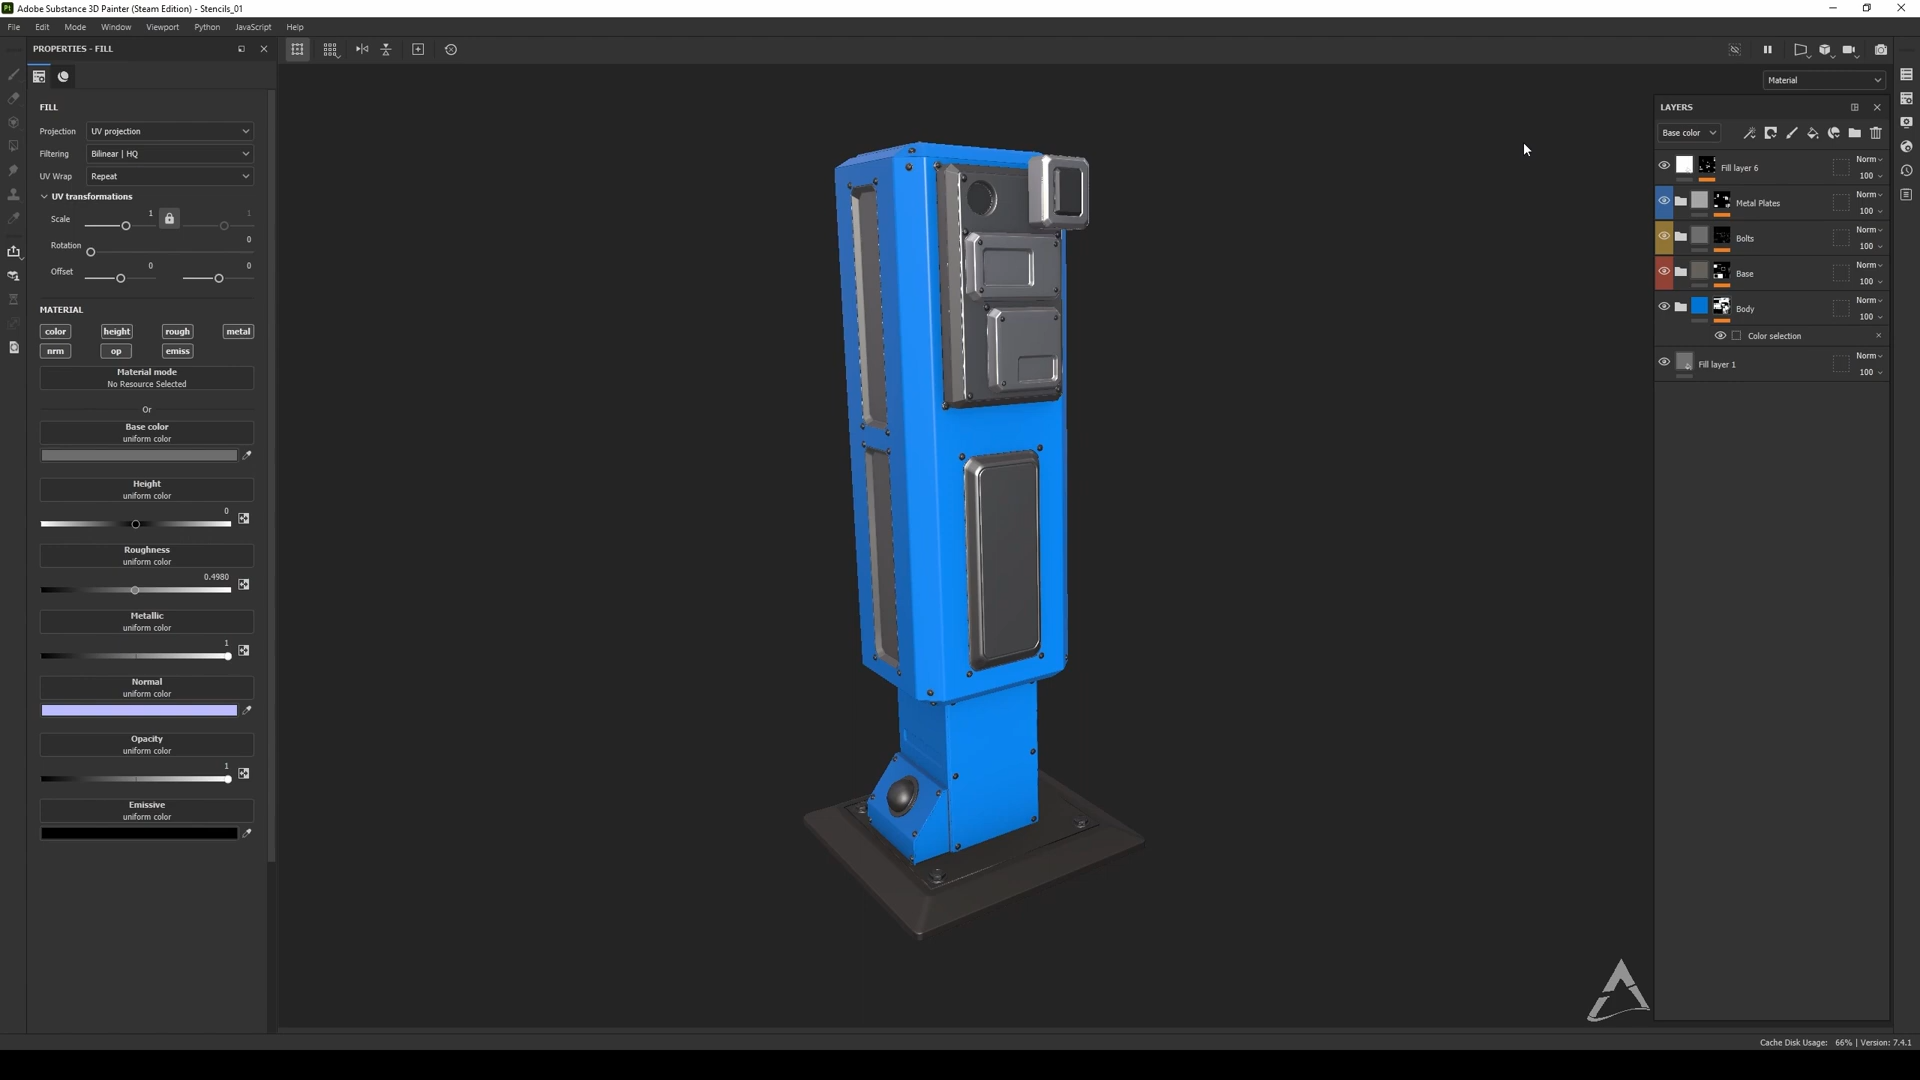 Adobe Substance 3D Painter (Steam Edition) - Stencils_01
File Edit Mode Window Viewport Python JavaScript Help
PROPERTIES - FILL
FILL
Projection UV projection
Filtering Bilinear | HQ
UV Wrap Repeat
UV transformations
Scale 1 1
Rotation 0
Offset 0 0
MATERIAL
color height rough metal
nrm op emiss
Material mode
No Resource Selected
Or
Base color
uniform color
Height
uniform color
0
Roughness
uniform color
0.4980
Metallic
uniform color
1
Normal
uniform color
Opacity
uniform color
1
Emissive
uniform color
Material
LAYERS
Base color
Fill layer 6 Norm 100
Metal Plates Norm 100
Bolts Norm 100
Base Norm 100
Body Norm 100
Color selection
Fill layer 1 Norm 100
Cache Disk Usage: 66% | Version: 7.4.1